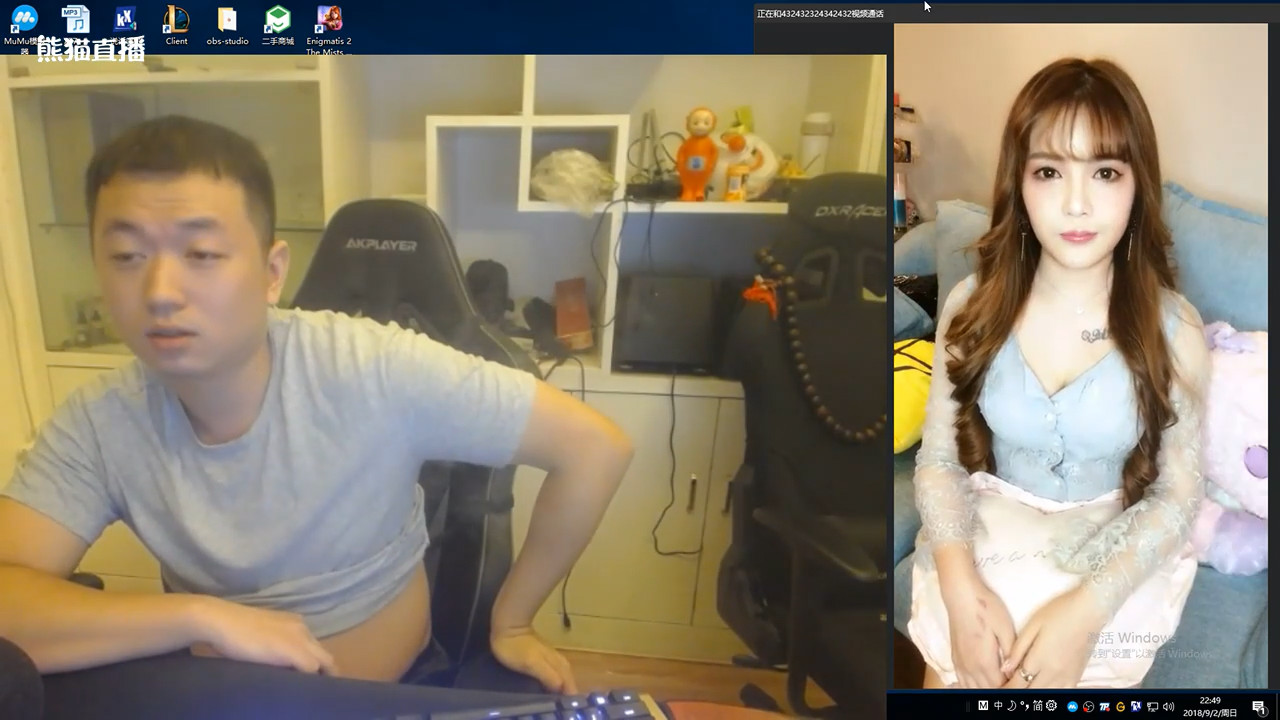 正在和432432324342432视频通话
MuMu模
器
Client
obs-studio
二手商城
Enigmatis 2
The Mists...
熊猫直播
MP3
AKPLAYER
DXRACER
激活 Windows
转到"设置"以激活 Windows。
M 中 简
22:49
2018/9/2/周日